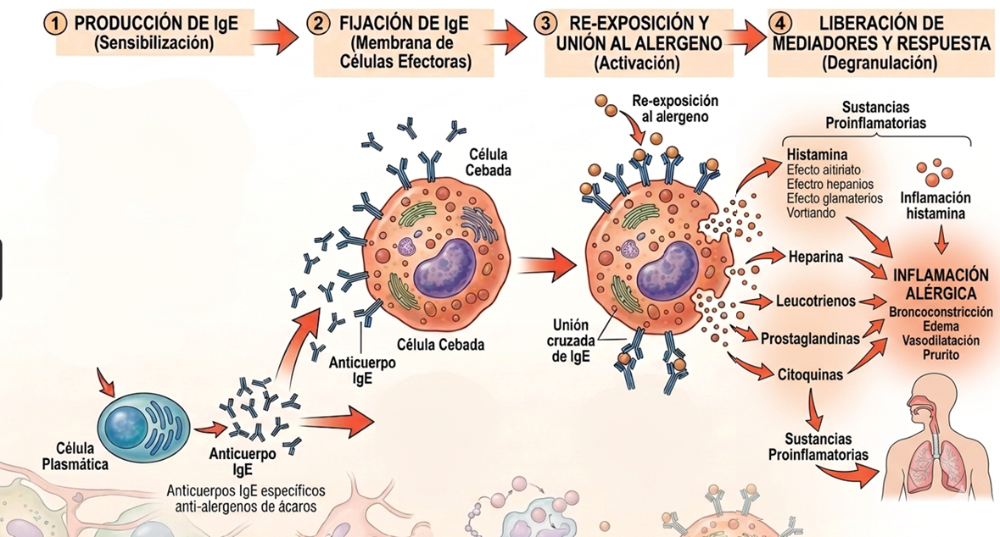 1 PRODUCCIÓN DE IgE
(Sensibilización)
2 FIJACIÓN DE IgE
(Membrana de
Células Efectoras)
3 RE-EXPOSICIÓN Y
UNIÓN AL ALERGENO
(Activación)
4 LIBERACIÓN DE
MEDIADORES Y RESPUESTA
(Degranulación)
Célula
Plasmática
Anticuerpo
IgE
Anticuerpos IgE específicos
anti-alergenos de ácaros
Célula
Cebada
Anticuerpo
IgE
Célula Cebada
Re-exposición
al alergeno
Unión
cruzada
de IgE
Sustancias
Proinflamatorias
Histamina
Efecto aitiriato
Efectro hepanios
Efecto glamaterios
Vortiando
Inflamación
histamina
Heparina
Leucotrienos
Prostaglandinas
Citoquinas
INFLAMACIÓN
ALÉRGICA
Broncoconstricción
Edema
Vasodilatación
Prurito
Sustancias
Proinflamatorias